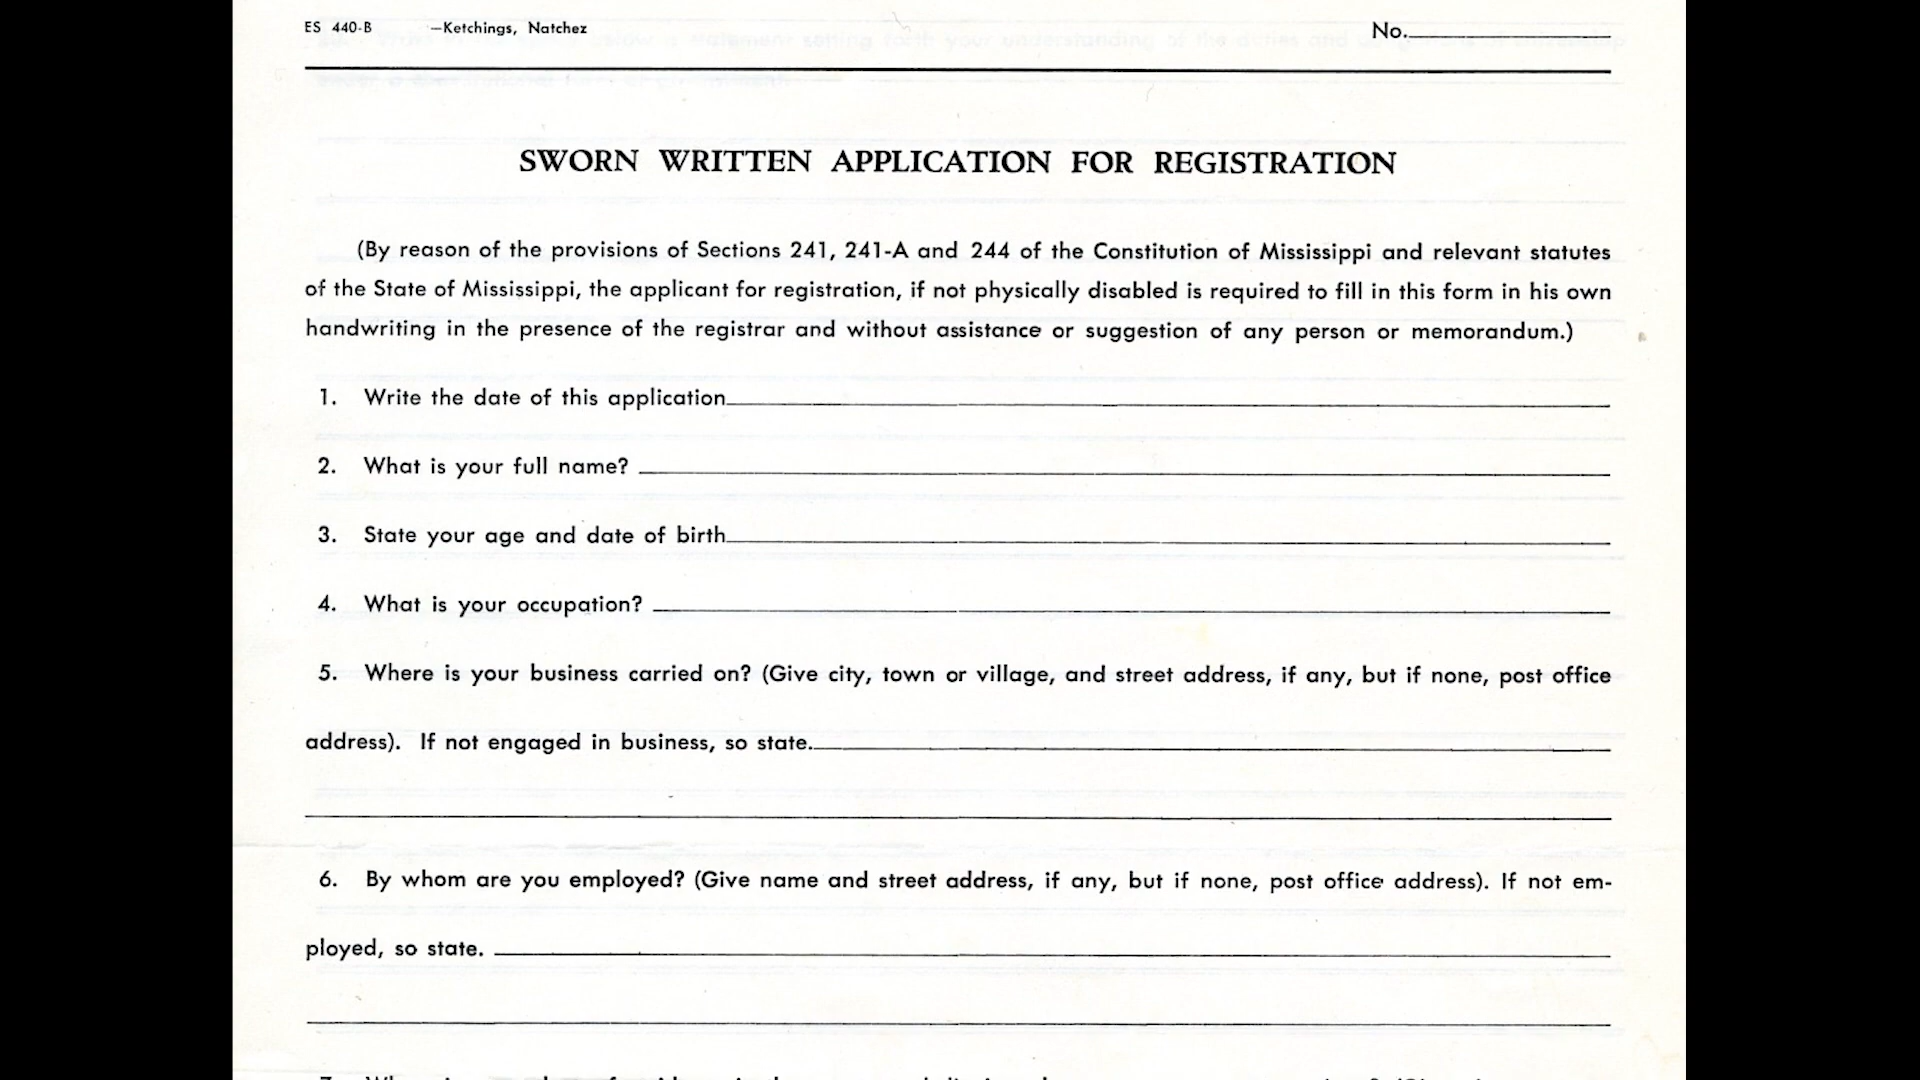 ES 440-B —Ketchings, Natchez No.
SWORN WRITTEN APPLICATION FOR REGISTRATION
(By reason of the provisions of Sections 241, 241-A and 244 of the Constitution of Mississippi and relevant statutes
of the State of Mississippi, the applicant for registration, if not physically disabled is required to fill in this form in his own
handwriting in the presence of the registrar and without assistance or suggestion of any person or memorandum.)
1. Write the date of this application
2. What is your full name?
3. State your age and date of birth
4. What is your occupation?
5. Where is your business carried on? (Give city, town or village, and street address, if any, but if none, post office
address). If not engaged in business, so state.
6. By whom are you employed? (Give name and street address, if any, but if none, post office address). If not em-
ployed, so state.